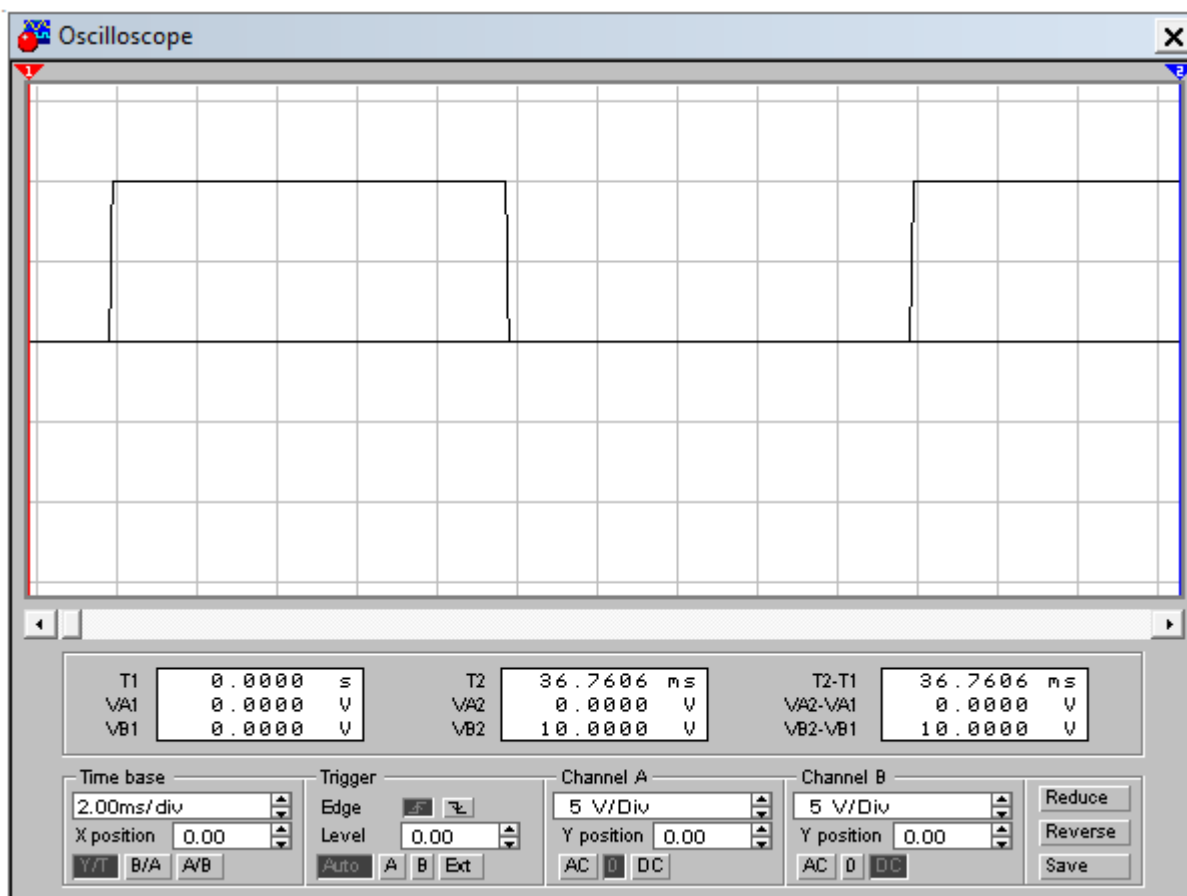 Oscilloscope
1 2
T1 0.0000 s T2 36.7606 ms T2-T1 36.7606 ms
VA1 0.0000 V VA2 0.0000 V VA2-VA1 0.0000 V
VB1 0.0000 V VB2 10.0000 V VB2-VB1 10.0000 V
Time base Trigger Channel A Channel B
2.00ms/div Edge 5 V/Div 5 V/Div Reduce
X position 0.00 Level 0.00 Y position 0.00 Y position 0.00 Reverse
Y/T B/A A/B Auto A B Ext AC 0 DC AC 0 DC Save